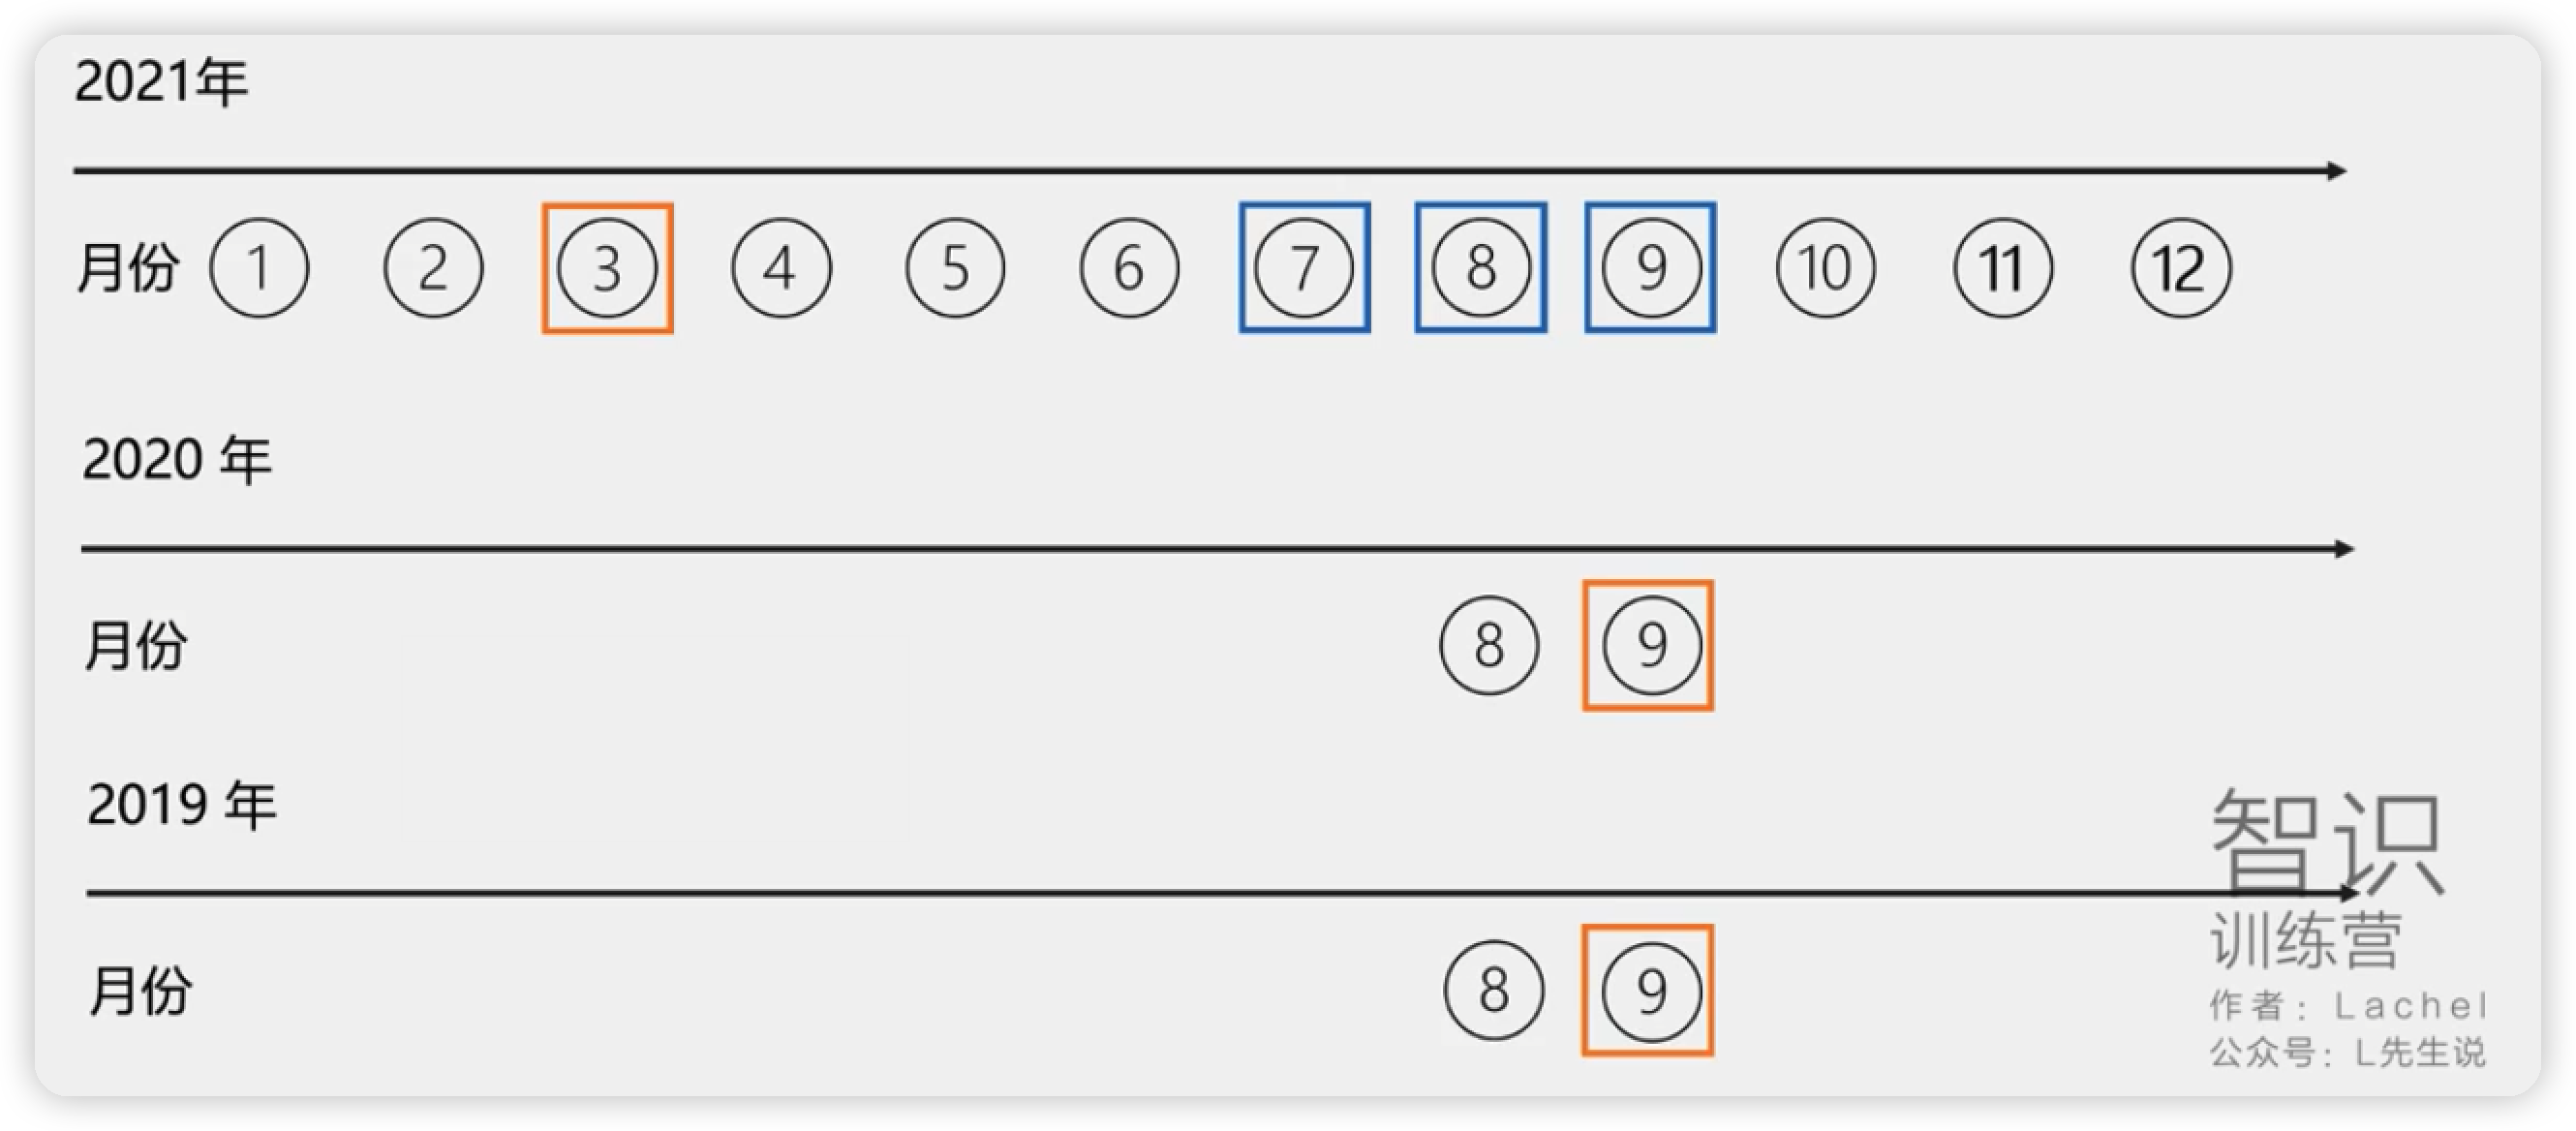 2021年
月份 1 2 3 4 5 6 7 8 9 10 11 12
2020 年
月份 8 9
2019 年
月份 8 9
智识
训练营
作者：Lachel
公众号：L先生说